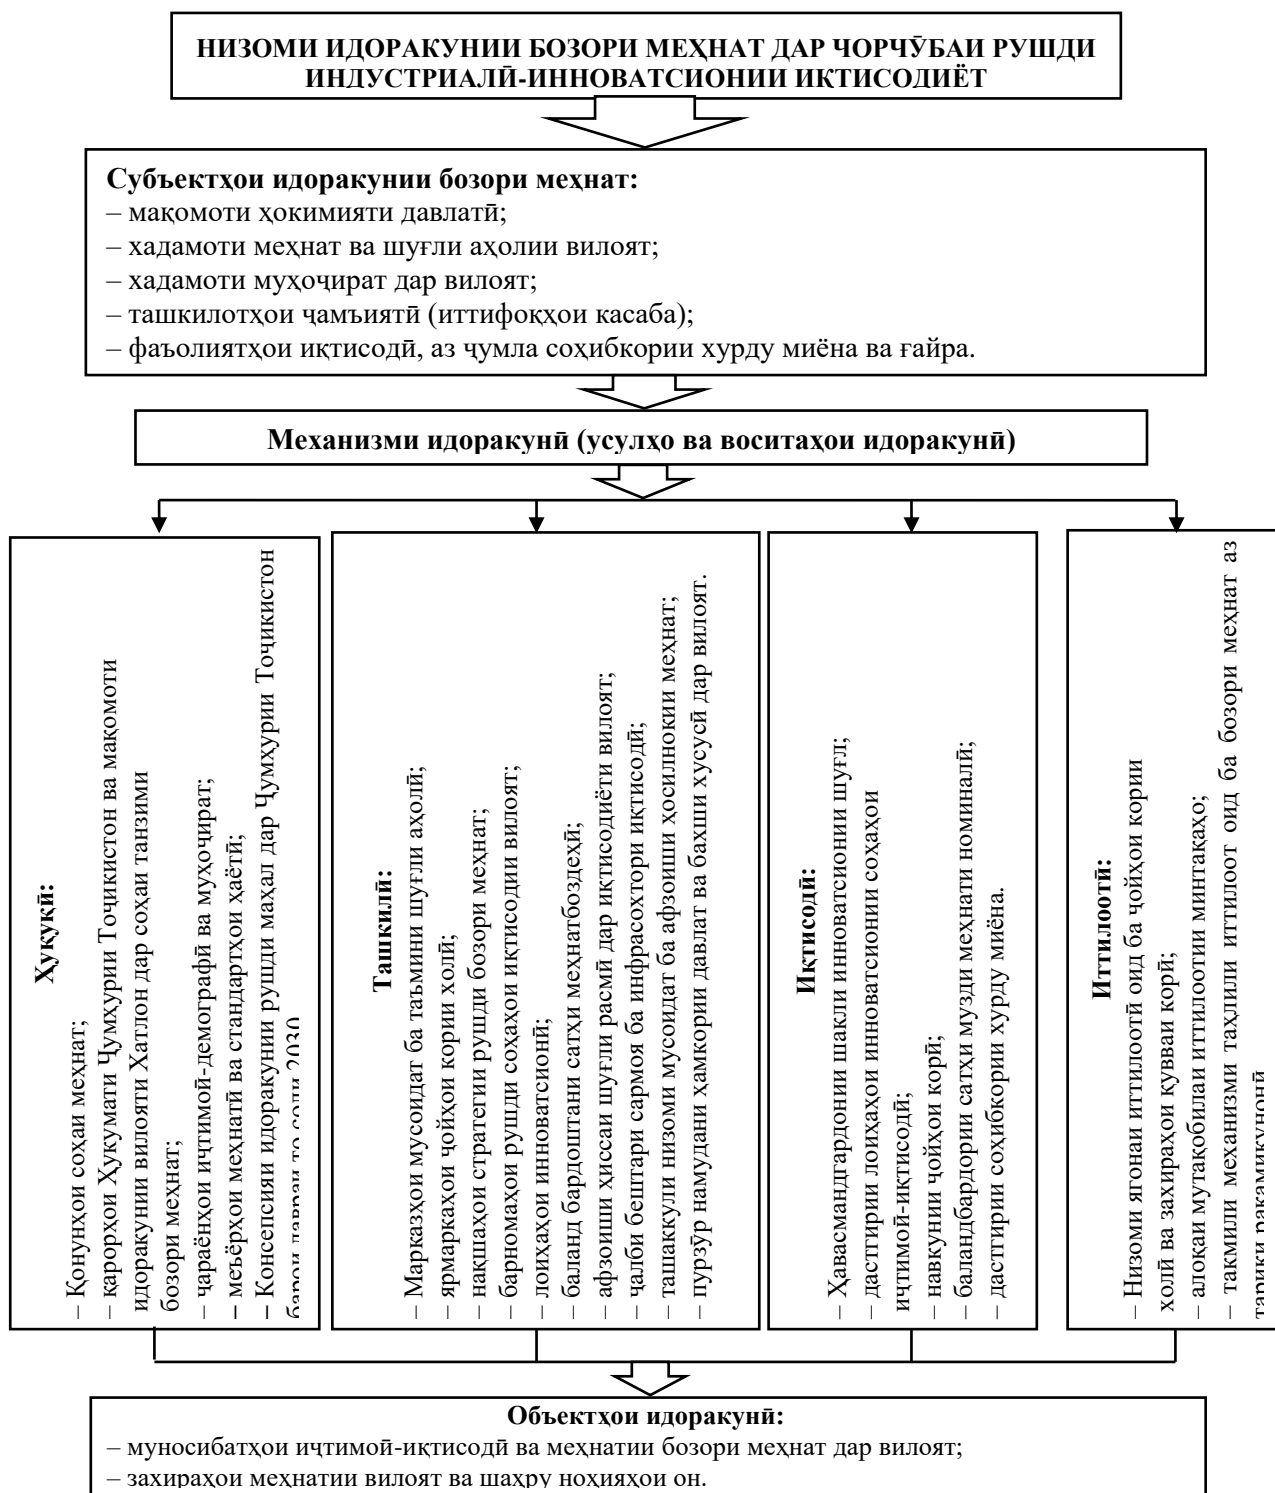 НИЗОМИ ИДОРАКУНИИ БОЗОРИ МЕҲНАТ ДАР ЧОРЧӮБАИ РУШДИ
ИНДУСТРИАЛӢ-ИННОВАТСИОНИИ ИҚТИСОДИЁТ
Субъектҳои идоракунии бозори меҳнат:
– мақомоти ҳокимияти давлатӣ;
– хадамоти меҳнат ва шуғли аҳолии вилоят;
– хадамоти муҳоҷират дар вилоят;
– ташкилотҳои ҷамъиятӣ (иттифоқҳои касаба);
– фаъолиятҳои иқтисодӣ, аз ҷумла соҳибкории хурду миёна ва ғайра.
Механизми идоракунӣ (усулҳо ва воситаҳои идоракунӣ)
Ҳуқуқӣ:
– Қонунҳои соҳаи меҳнат;
– қарорҳои Ҳукумати Ҷумҳурии Тоҷикистон ва мақомоти
идоракунии вилояти Хатлон дар соҳаи танзими
бозори меҳнат;
– ҷараёнҳои иҷтимоӣ-демографӣ ва муҳоҷират;
– меъёрҳои меҳнатӣ ва стандартҳои ҳаётӣ;
– Консепсияи идоракунии рушди маҳал дар Ҷумҳурии Тоҷикистон
барои давраи то соли 2030
Ташкилӣ:
– Марказҳои мусоидат ба таъмини шуғли аҳолӣ;
– ярмаркаҳои ҷойҳои кории холӣ;
– нақшаҳои стратегии рушди бозори меҳнат;
– барномаҳои рушди соҳаҳои иқтисодии вилоят;
– лоиҳаҳои инноватсионӣ;
– баланд бардоштани сатҳи меҳнатбоздеҳӣ;
– афзоиши ҳиссаи шуғли расмӣ дар иқтисодиёти вилоят;
– ҷалби бештари сармоя ба инфрасохтори иқтисодӣ;
– ташаккули низоми мусоидат ба афзоиши ҳосилнокии меҳнат;
– пурзӯр намудани ҳамкории давлат ва бахши хусусӣ дар вилоят.
Иқтисодӣ:
– Ҳавасмандгардонии шакли инноватсионии шуғл;
– дастгирии лоиҳаҳои инноватсионии соҳаҳои
иҷтимоӣ-иқтисодӣ;
– навкунии ҷойҳои корӣ;
– баландбардории сатҳи музди меҳнати номиналӣ;
– дастгирии соҳибкории хурду миёна.
Иттилоотӣ:
– Низоми ягонаи иттилоотӣ оид ба ҷойҳои кории
холӣ ва захираҳои қувваи корӣ;
– алоқаи мутақобилаи иттилоотии минтақаҳо;
– такмили механизми таҳлили иттилоот оид ба бозори меҳнат аз
тариқи рақамикунонӣ
Объектҳои идоракунӣ:
– муносибатҳои иҷтимоӣ-иқтисодӣ ва меҳнатии бозори меҳнат дар вилоят;
– захираҳои меҳнатии вилоят ва шаҳру ноҳияҳои он.